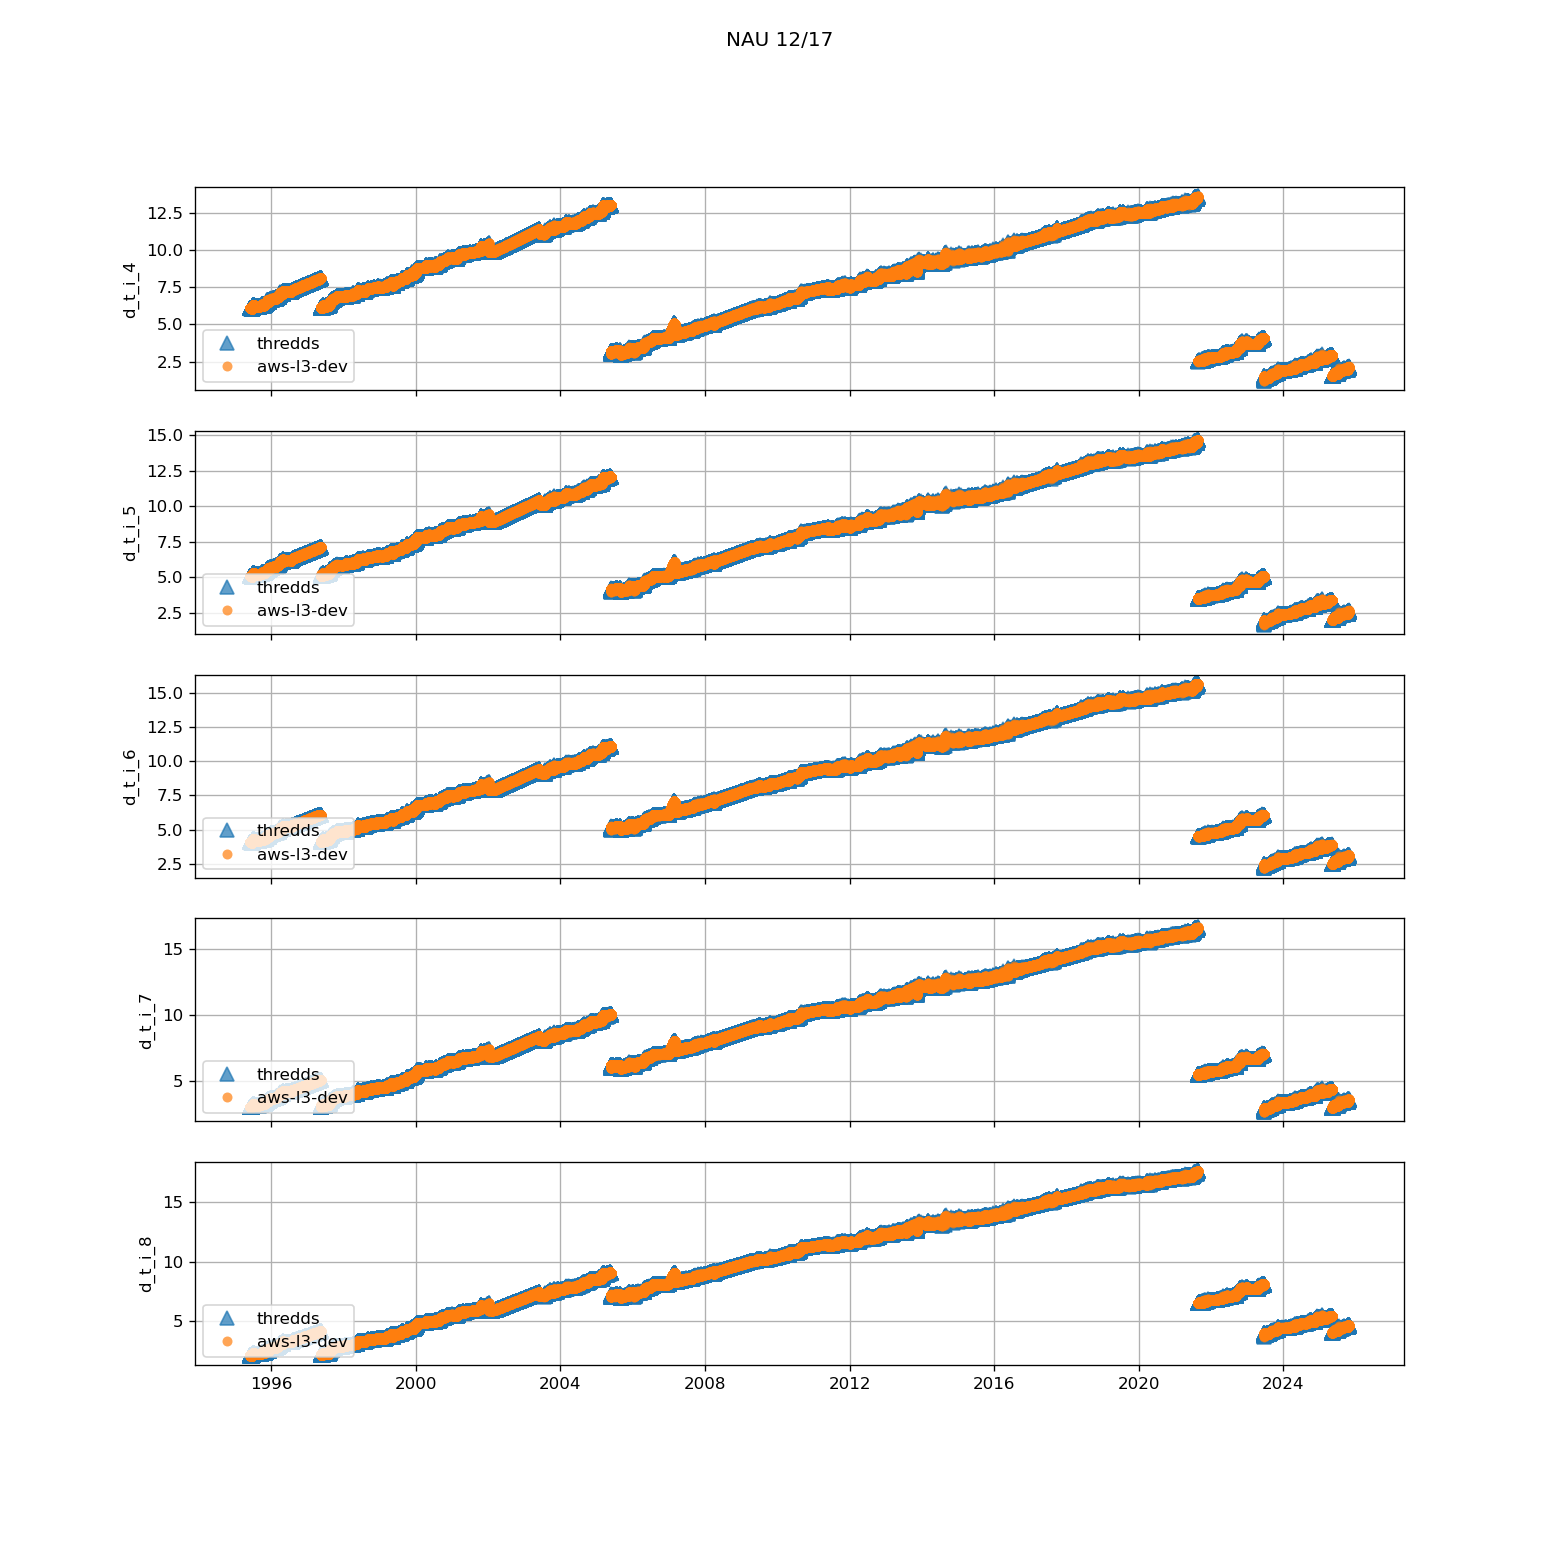 NAU 12/17
d_t_i_4
12.5
10.0
7.5
5.0
2.5
thredds
aws-l3-dev
d_t_i_5
15.0
12.5
10.0
7.5
5.0
2.5
thredds
aws-l3-dev
d_t_i_6
15.0
12.5
10.0
7.5
5.0
2.5
thredds
aws-l3-dev
d_t_i_7
15
10
5
thredds
aws-l3-dev
d_t_i_8
15
10
5
thredds
aws-l3-dev
1996 2000 2004 2008 2012 2016 2020 2024